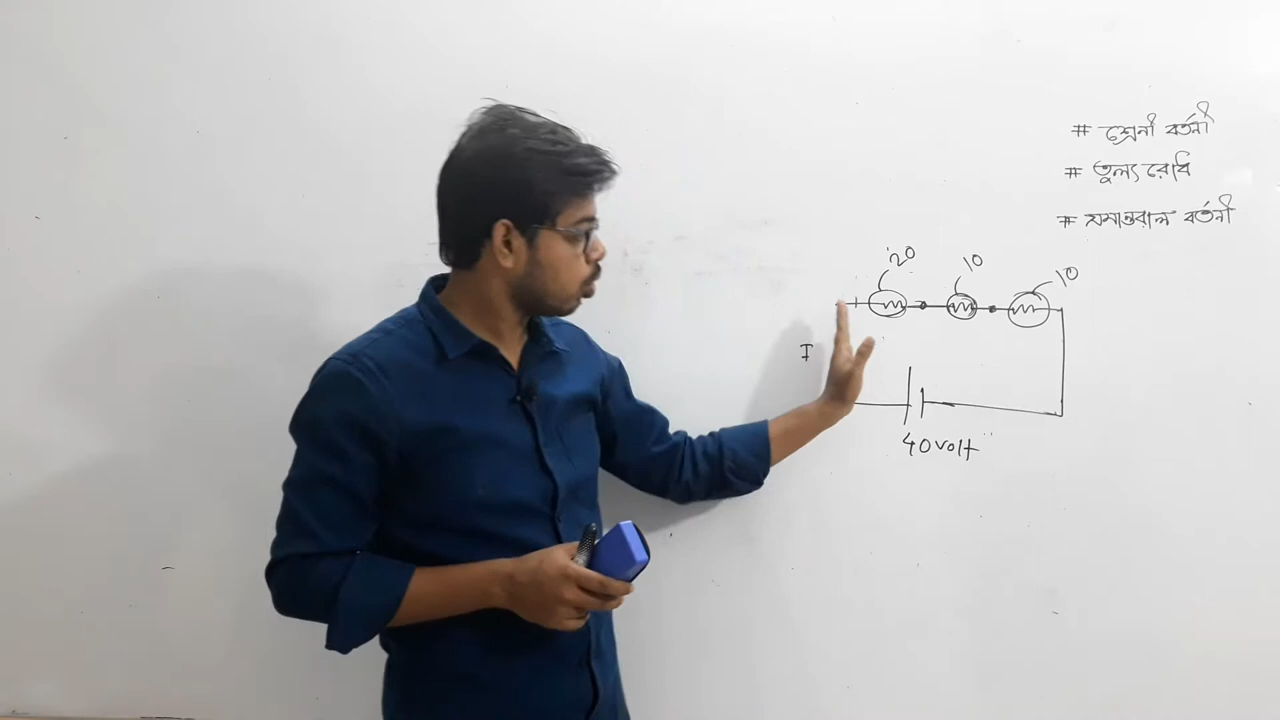 # শ্রেনী বর্তনী
# তুল্য রোধ
# সমান্তরাল বর্তনী
20
10
10
I
40 volt